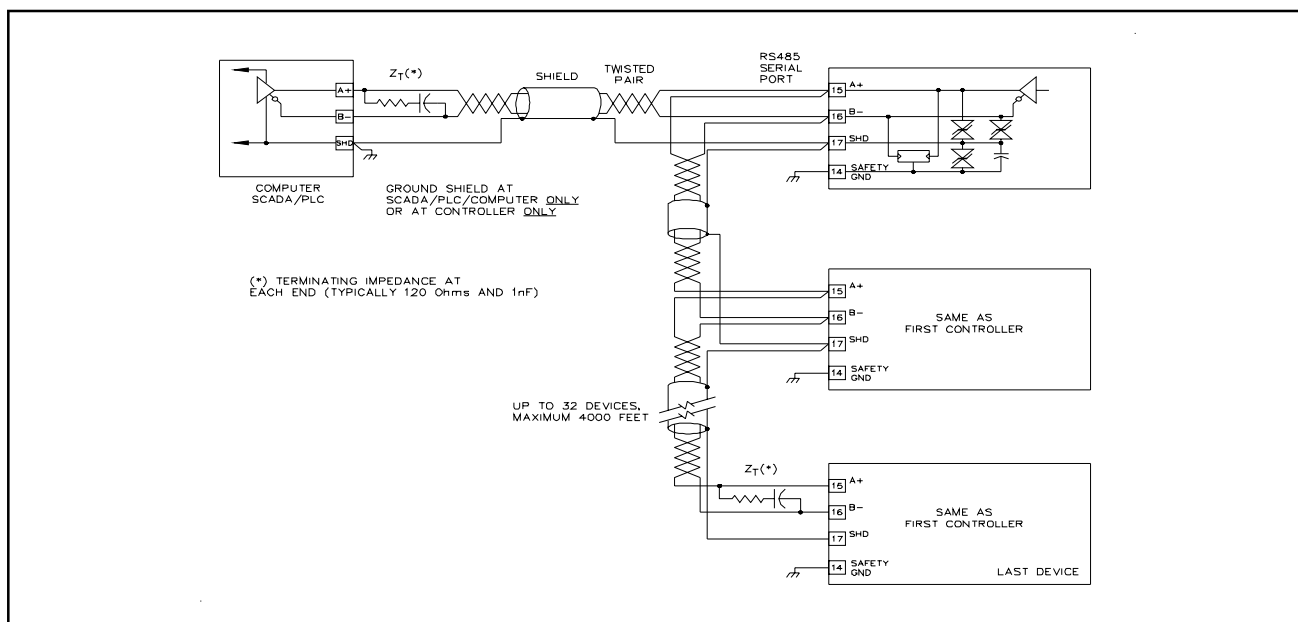 Z_T(*)
SHIELD
TWISTED
PAIR
RS485
SERIAL
PORT
A+
B-
SHD
COMPUTER
SCADA/PLC
GROUND SHIELD AT
SCADA/PLC/COMPUTER ONLY
OR AT CONTROLLER ONLY
15 A+
16 B-
17 SHD
14 SAFETY
GND
(*) TERMINATING IMPEDANCE AT
EACH END (TYPICALLY 120 Ohms AND 1nF)
15 A+
16 B-
17 SHD
14 SAFETY
GND
SAME AS
FIRST CONTROLLER
UP TO 32 DEVICES,
MAXIMUM 4000 FEET
Z_T(*)
15 A+
16 B-
17 SHD
14 SAFETY
GND
SAME AS
FIRST CONTROLLER
LAST DEVICE